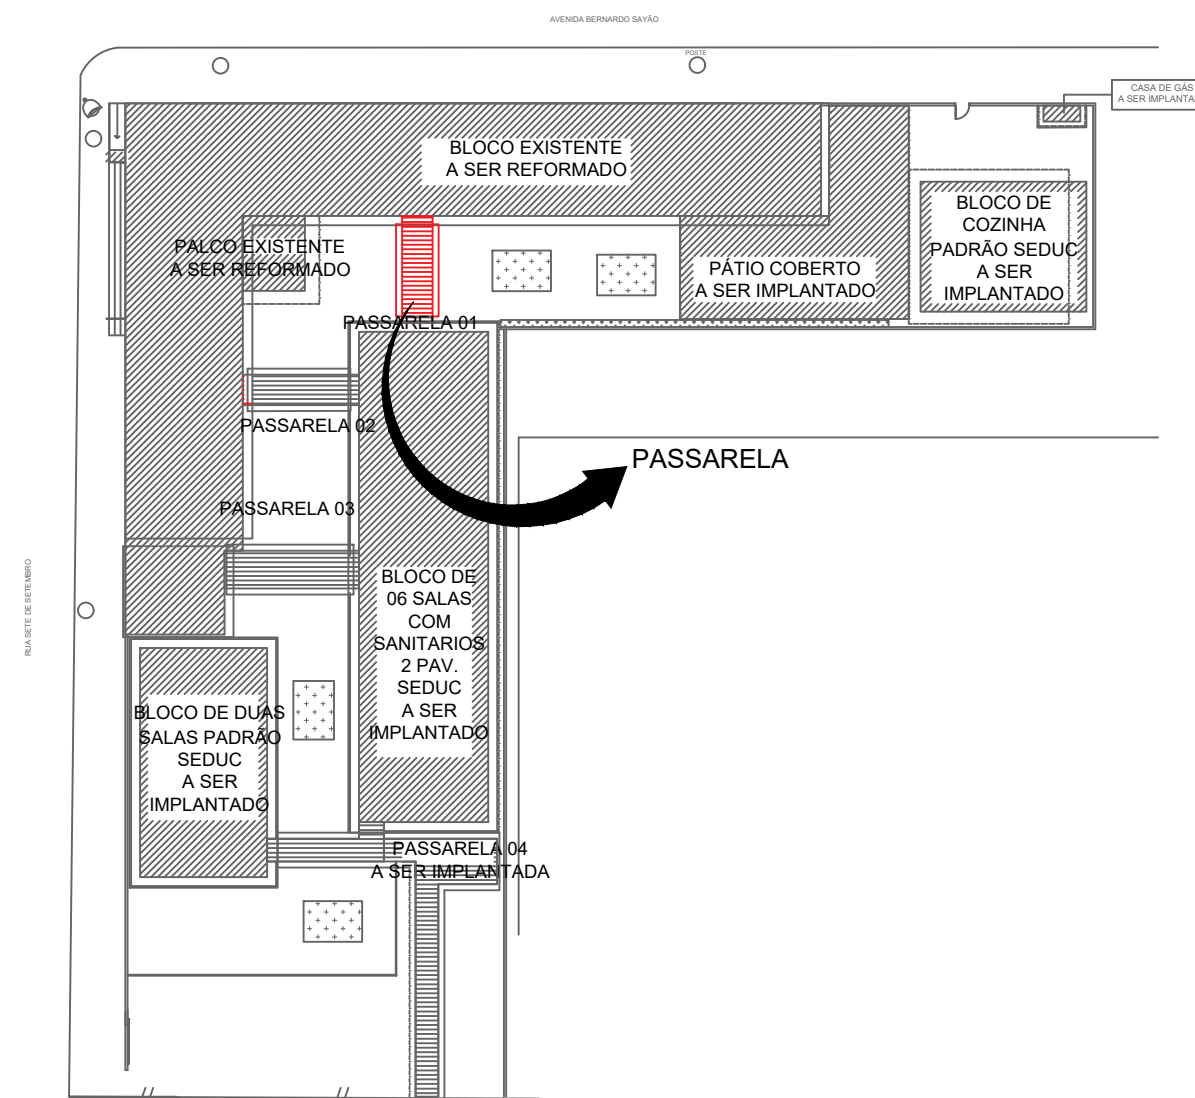 AVENIDA BERNARDO SAYÃO
POSTE
CASA DE GÁS
BLOCO EXISTENTE
A SER REFORMADO
BLOCO DE
COZINHA
PADRÃO SEDUC
A SER
IMPLANTADO
PALCO EXISTENTE
A SER REFORMADO
PÁTIO COBERTO
A SER IMPLANTADO
PASSARELA 01
PASSARELA 02
PASSARELA
PASSARELA 03
RUA SETE DE SETEMBRO
BLOCO DE
06 SALAS
COM
SANITARIOS
2 PAV.
SEDUC
A SER
IMPLANTADO
BLOCO DE DUAS
SALAS PADRÃO
SEDUC
A SER
IMPLANTADO
PASSARELA 04
A SER IMPLANTADA